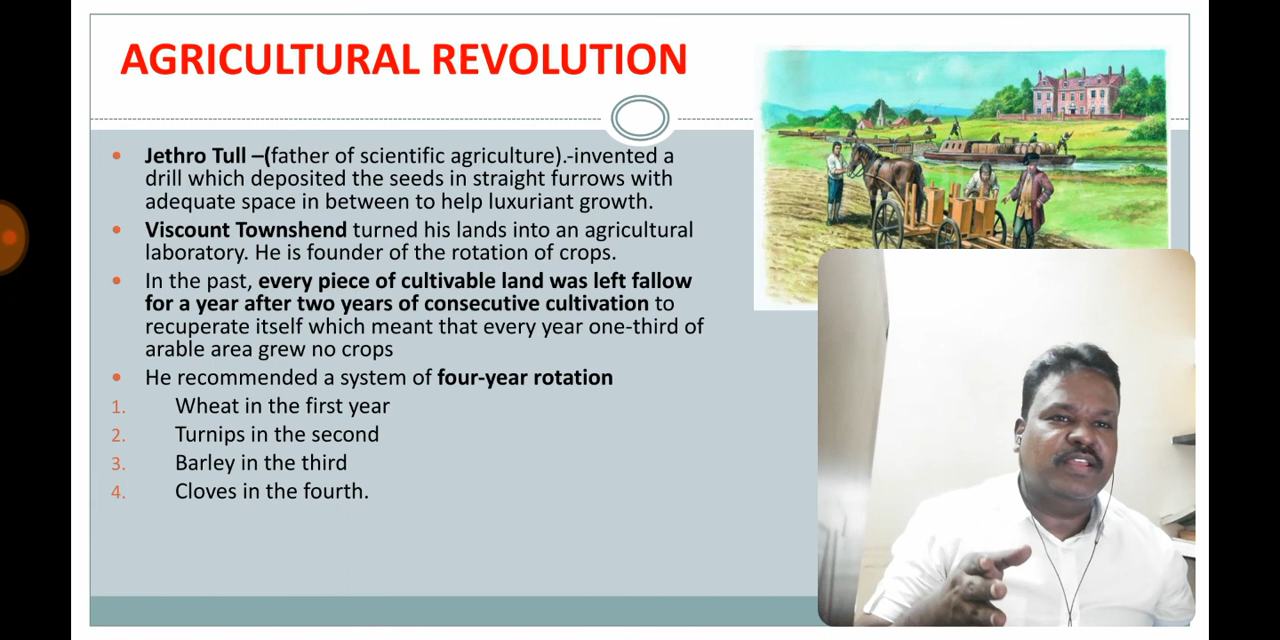 AGRICULTURAL REVOLUTION
• Jethro Tull –(father of scientific agriculture).-invented a
drill which deposited the seeds in straight furrows with
adequate space in between to help luxuriant growth.
• Viscount Townshend turned his lands into an agricultural
laboratory. He is founder of the rotation of crops.
• In the past, every piece of cultivable land was left fallow
for a year after two years of consecutive cultivation to
recuperate itself which meant that every year one-third of
arable area grew no crops
• He recommended a system of four-year rotation
1. Wheat in the first year
2. Turnips in the second
3. Barley in the third
4. Cloves in the fourth.